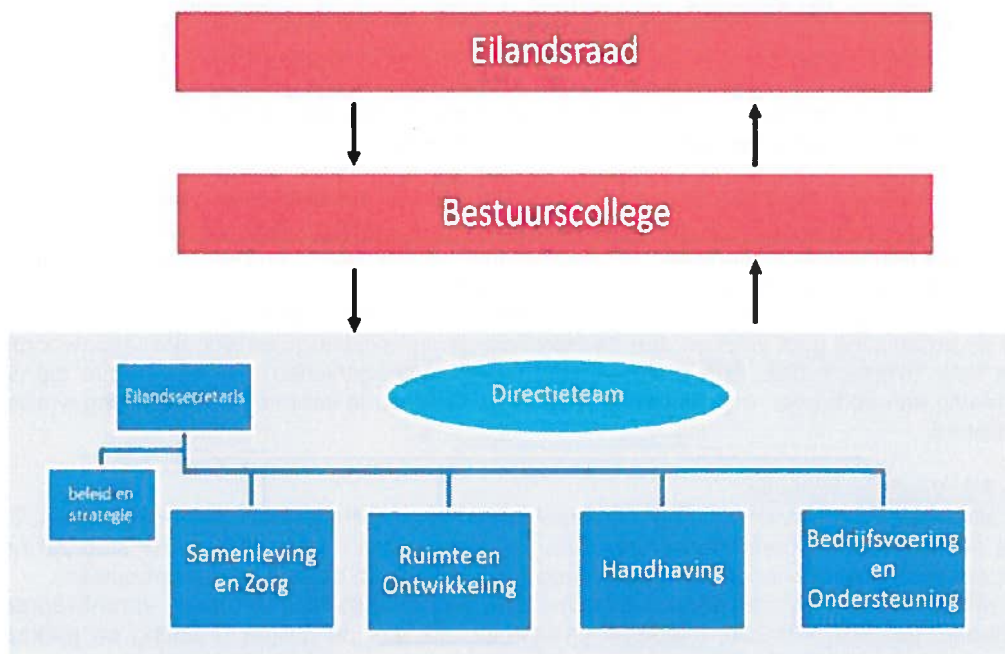 Eilandsraad
Bestuurscollege
Eilandssecretaris
Directieteam
beleid en
strategie
Samenleving
en Zorg
Ruimte en
Ontwikkeling
Handhaving
Bedrijfsvoering
en
Ondersteuning